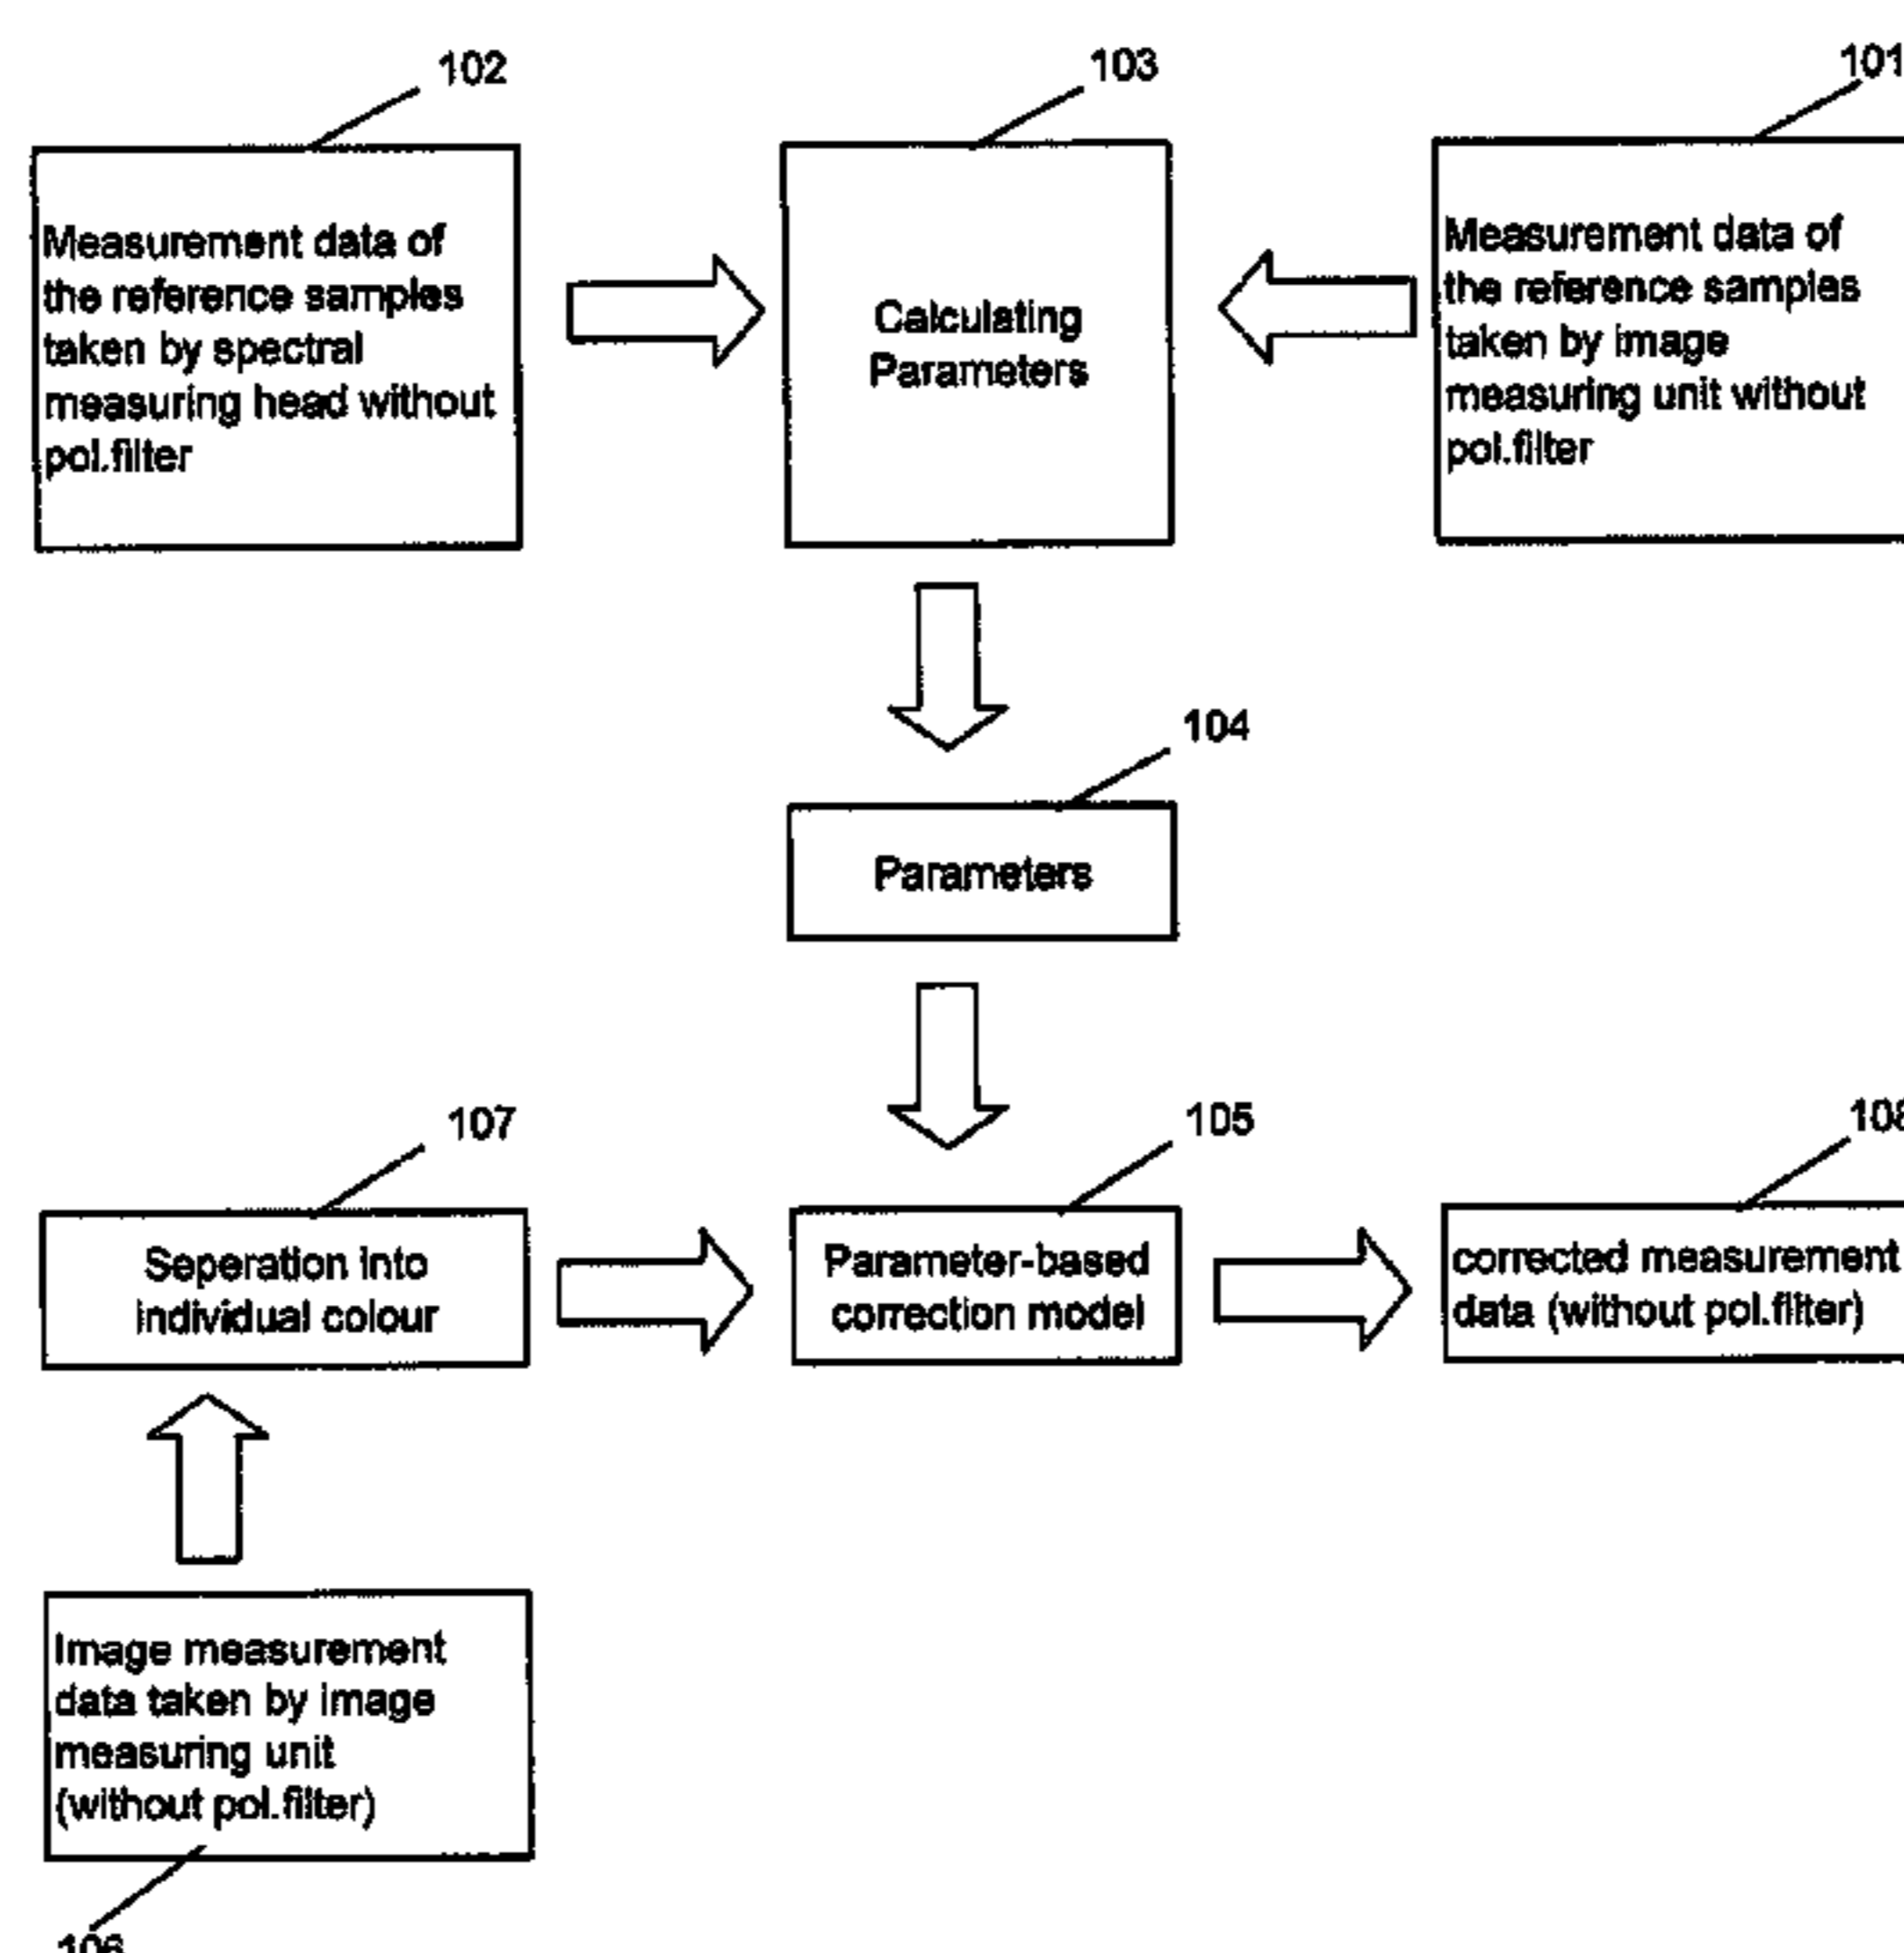 102
103
101
Measurement data of
the reference samples
taken by spectral
measuring head without
pol.filter
Calculating
Parameters
Measurement data of
the reference samples
taken by image
measuring unit without
pol.filter
104
Parameters
107
105
108
Seperation into
individual colour
Parameter-based
correction model
corrected measurement
data (without pol.filter)
Image measurement
data taken by image
measuring unit
(without pol.filter)
106